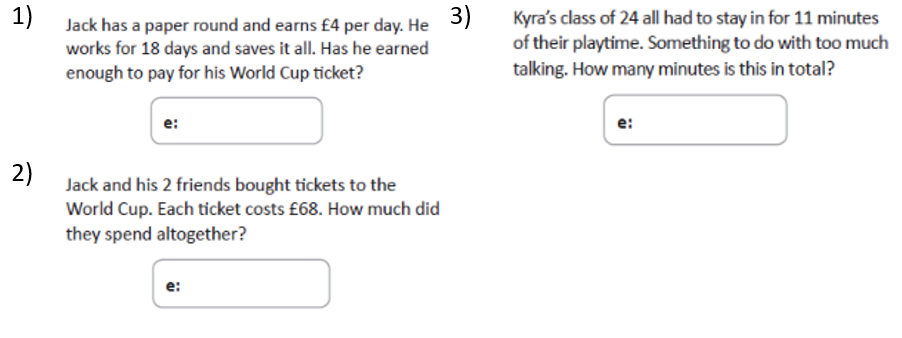 1)
Jack has a paper round and earns £4 per day. He
works for 18 days and saves it all. Has he earned
enough to pay for his World Cup ticket?
e:
2)
Jack and his 2 friends bought tickets to the
World Cup. Each ticket costs £68. How much did
they spend altogether?
e:
3)
Kyra's class of 24 all had to stay in for 11 minutes
of their playtime. Something to do with too much
talking. How many minutes is this in total?
e: